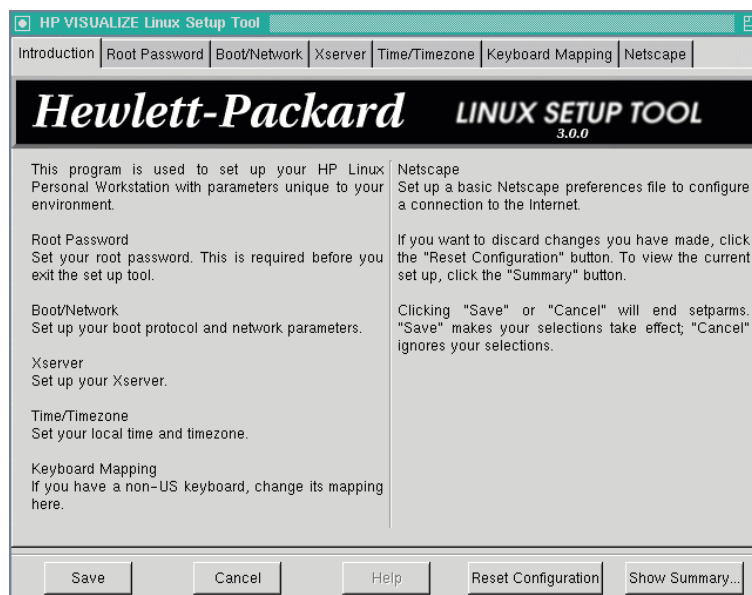 HP VISUALIZE Linux Setup Tool
Introduction
Root Password
Boot/Network
Xserver
Time/Timezone
Keyboard Mapping
Netscape
Hewlett-Packard
LINUX SETUP TOOL
3.0.0
This program is used to set up your HP Linux
Personal Workstation with parameters unique to your
environment.
Root Password
Set your root password. This is required before you
exit the set up tool.
Boot/Network
Set up your boot protocol and network parameters.
Xserver
Set up your Xserver.
Time/Timezone
Set your local time and timezone.
Keyboard Mapping
If you have a non-US keyboard, change its mapping
here.
Netscape
Set up a basic Netscape preferences file to configure
a connection to the Internet.
If you want to discard changes you have made, click
the "Reset Configuration" button. To view the current
set up, click the "Summary" button.
Clicking "Save" or "Cancel" will end setparms.
"Save" makes your selections take effect; "Cancel"
ignores your selections.
Save
Cancel
Help
Reset Configuration
Show Summary...